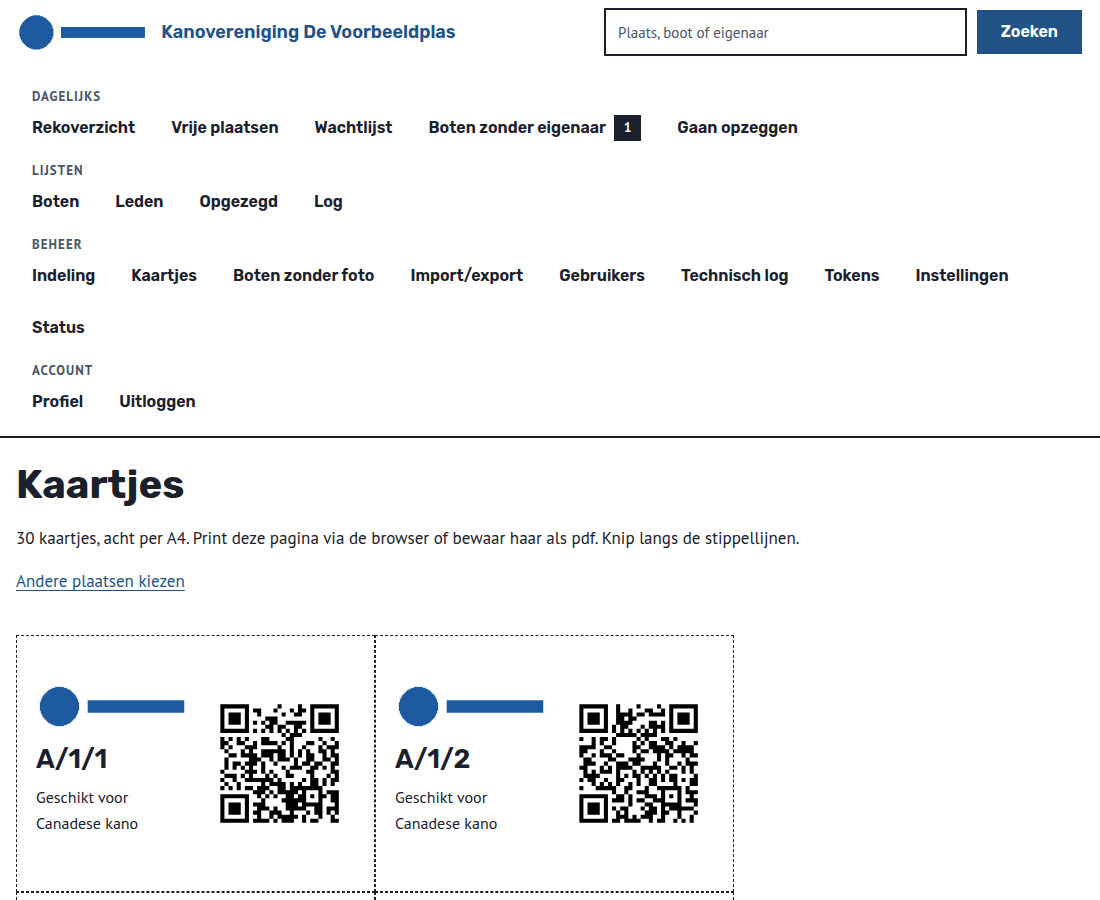 Kanovereniging De Voorbeeldplas
Plaats, boot of eigenaar
Zoeken
DAGELIJKS
Rekoverzicht Vrije plaatsen Wachtlijst Boten zonder eigenaar 1 Gaan opzeggen
LIJSTEN
Boten Leden Opgezegd Log
BEHEER
Indeling Kaartjes Boten zonder foto Import/export Gebruikers Technisch log Tokens Instellingen
Status
ACCOUNT
Profiel Uitloggen
Kaartjes
30 kaartjes, acht per A4. Print deze pagina via de browser of bewaar haar als pdf. Knip langs de stippellijnen.
Andere plaatsen kiezen
A/1/1
Geschikt voor
Canadese kano
A/1/2
Geschikt voor
Canadese kano